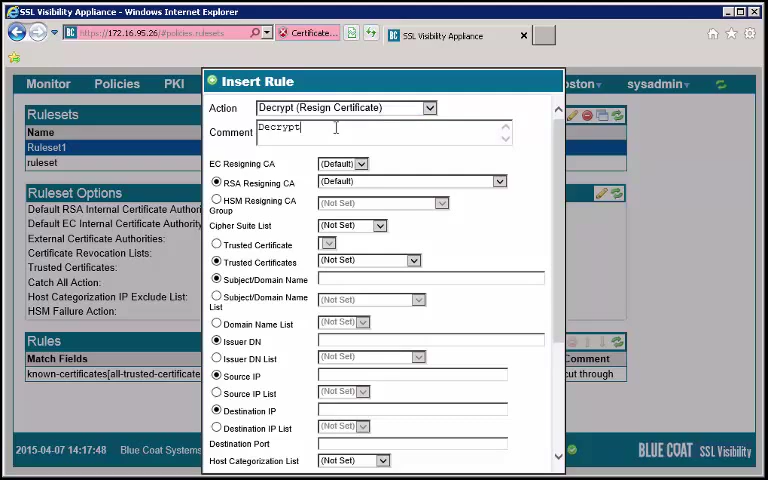 SSL Visibility Appliance - Windows Internet Explorer
https://172.16.95.26/#policies.rulesets
Certificate...
SSL Visibility Appliance
Monitor Policies PKI sysadmin
Insert Rule
Rulesets
Name
Ruleset1
ruleset
Ruleset Options
Default RSA Internal Certificate Authori
Default EC Internal Certificate Authority
External Certificate Authorities:
Certificate Revocation Lists:
Trusted Certificates:
Catch All Action:
Host Categorization IP Exclude List:
HSM Failure Action:
Rules
Match Fields
known-certificates[all-trusted-certificate
Action Decrypt (Resign Certificate)
Comment Decrypt
EC Resigning CA (Default)
RSA Resigning CA (Default)
HSM Resigning CA Group (Not Set)
Cipher Suite List (Not Set)
Trusted Certificate
Trusted Certificates (Not Set)
Subject/Domain Name
Subject/Domain Name List (Not Set)
Domain Name List (Not Set)
Issuer DN
Issuer DN List (Not Set)
Source IP
Source IP List (Not Set)
Destination IP
Destination IP List (Not Set)
Destination Port
Host Categorization List (Not Set)
Comment
cut through
2015-04-07 14:17:48 Blue Coat Systems
BLUE COAT SSL Visibility